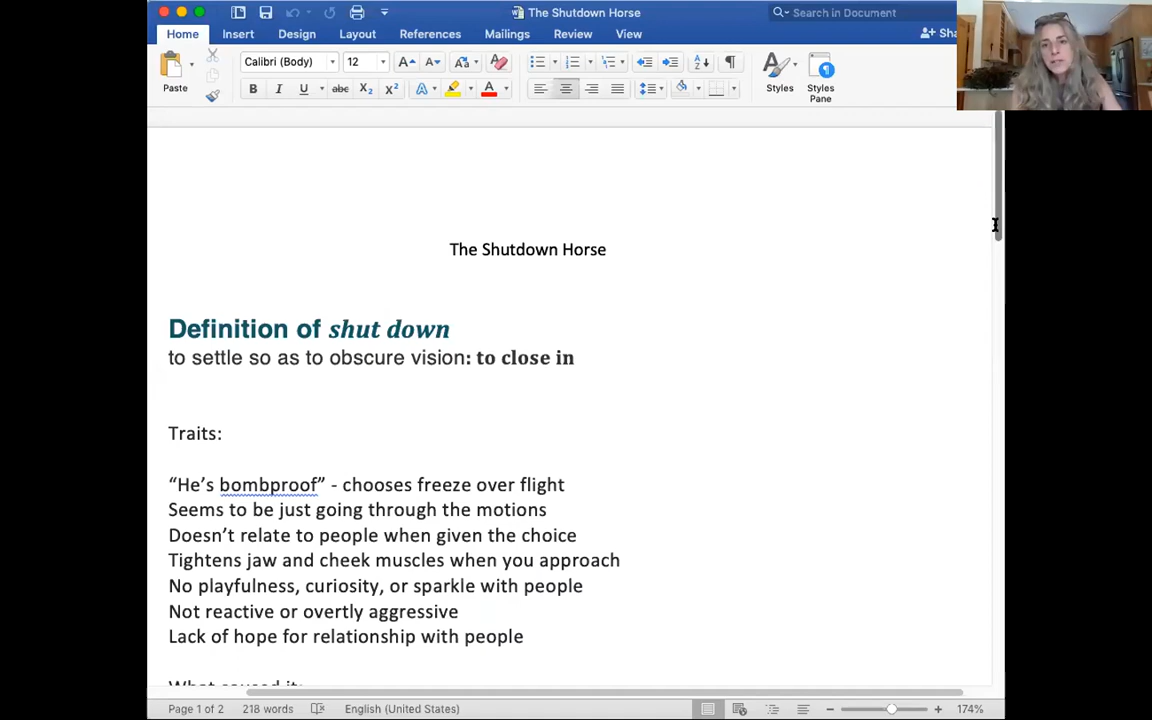 The Shutdown Horse
Search in Document
Home Insert Design Layout References Mailings Review View Sha
Paste Calibri (Body) 12 Styles Styles Pane
The Shutdown Horse
Definition of shut down
to settle so as to obscure vision: to close in
Traits:
“He’s bombproof” - chooses freeze over flight
Seems to be just going through the motions
Doesn’t relate to people when given the choice
Tightens jaw and cheek muscles when you approach
No playfulness, curiosity, or sparkle with people
Not reactive or overtly aggressive
Lack of hope for relationship with people
What caused it:
Page 1 of 2 218 words English (United States) 174%